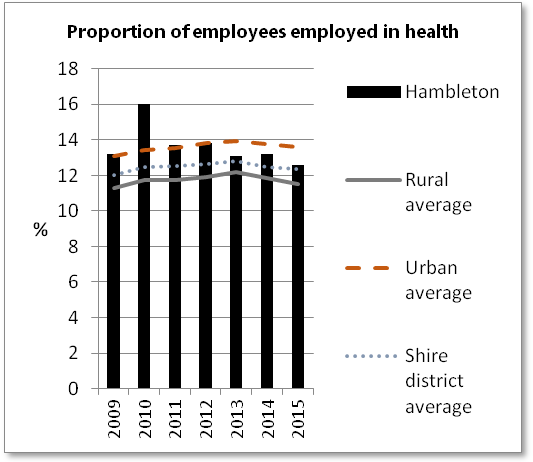 Proportion of employees employed in health
18
16
14
12
10
8
6
4
2
0
%
2009
2010
2011
2012
2013
2014
2015
Hambleton
Rural
average
Urban
average
Shire
district
average